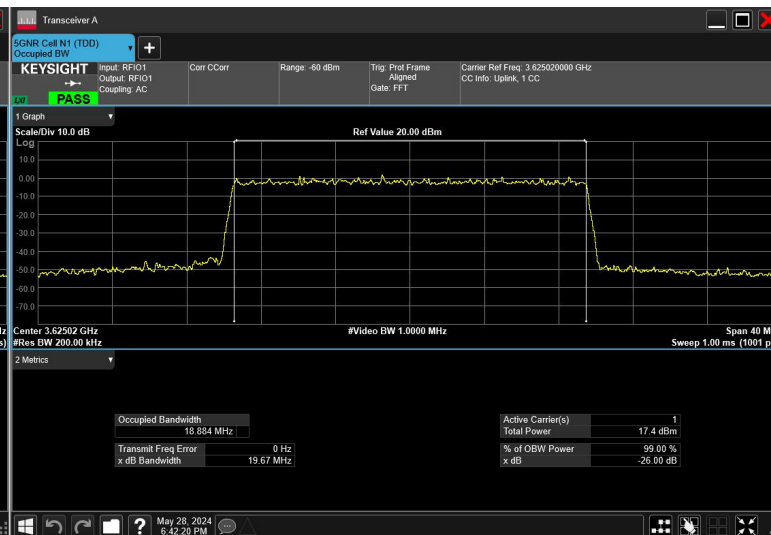 Transceiver A
5GNR Cell N1 (TDD)
Occupied BW
KEYSIGHT
LXI
PASS
Input: RFIO1
Output: RFIO1
Coupling: AC
Corr CCorr
Range: -60 dBm
Trig: Prot Frame
Aligned
Gate: FFT
Carrier Ref Freq: 3.625020000 GHz
CC Info: Uplink, 1 CC
1 Graph
Scale/Div 10.0 dB
Ref Value 20.00 dBm
Log
10.0
0.00
-10.0
-20.0
-30.0
-40.0
-50.0
-60.0
-70.0
Center 3.62502 GHz
#Video BW 1.0000 MHz
Span 40 M
#Res BW 200.00 kHz
Sweep 1.00 ms (1001 p
2 Metrics
Occupied Bandwidth
18.884 MHz
Transmit Freq Error 0 Hz
x dB Bandwidth 19.67 MHz
Active Carrier(s) 1
Total Power 17.4 dBm
% of OBW Power 99.00 %
x dB -26.00 dB
May 28, 2024
6:42:20 PM